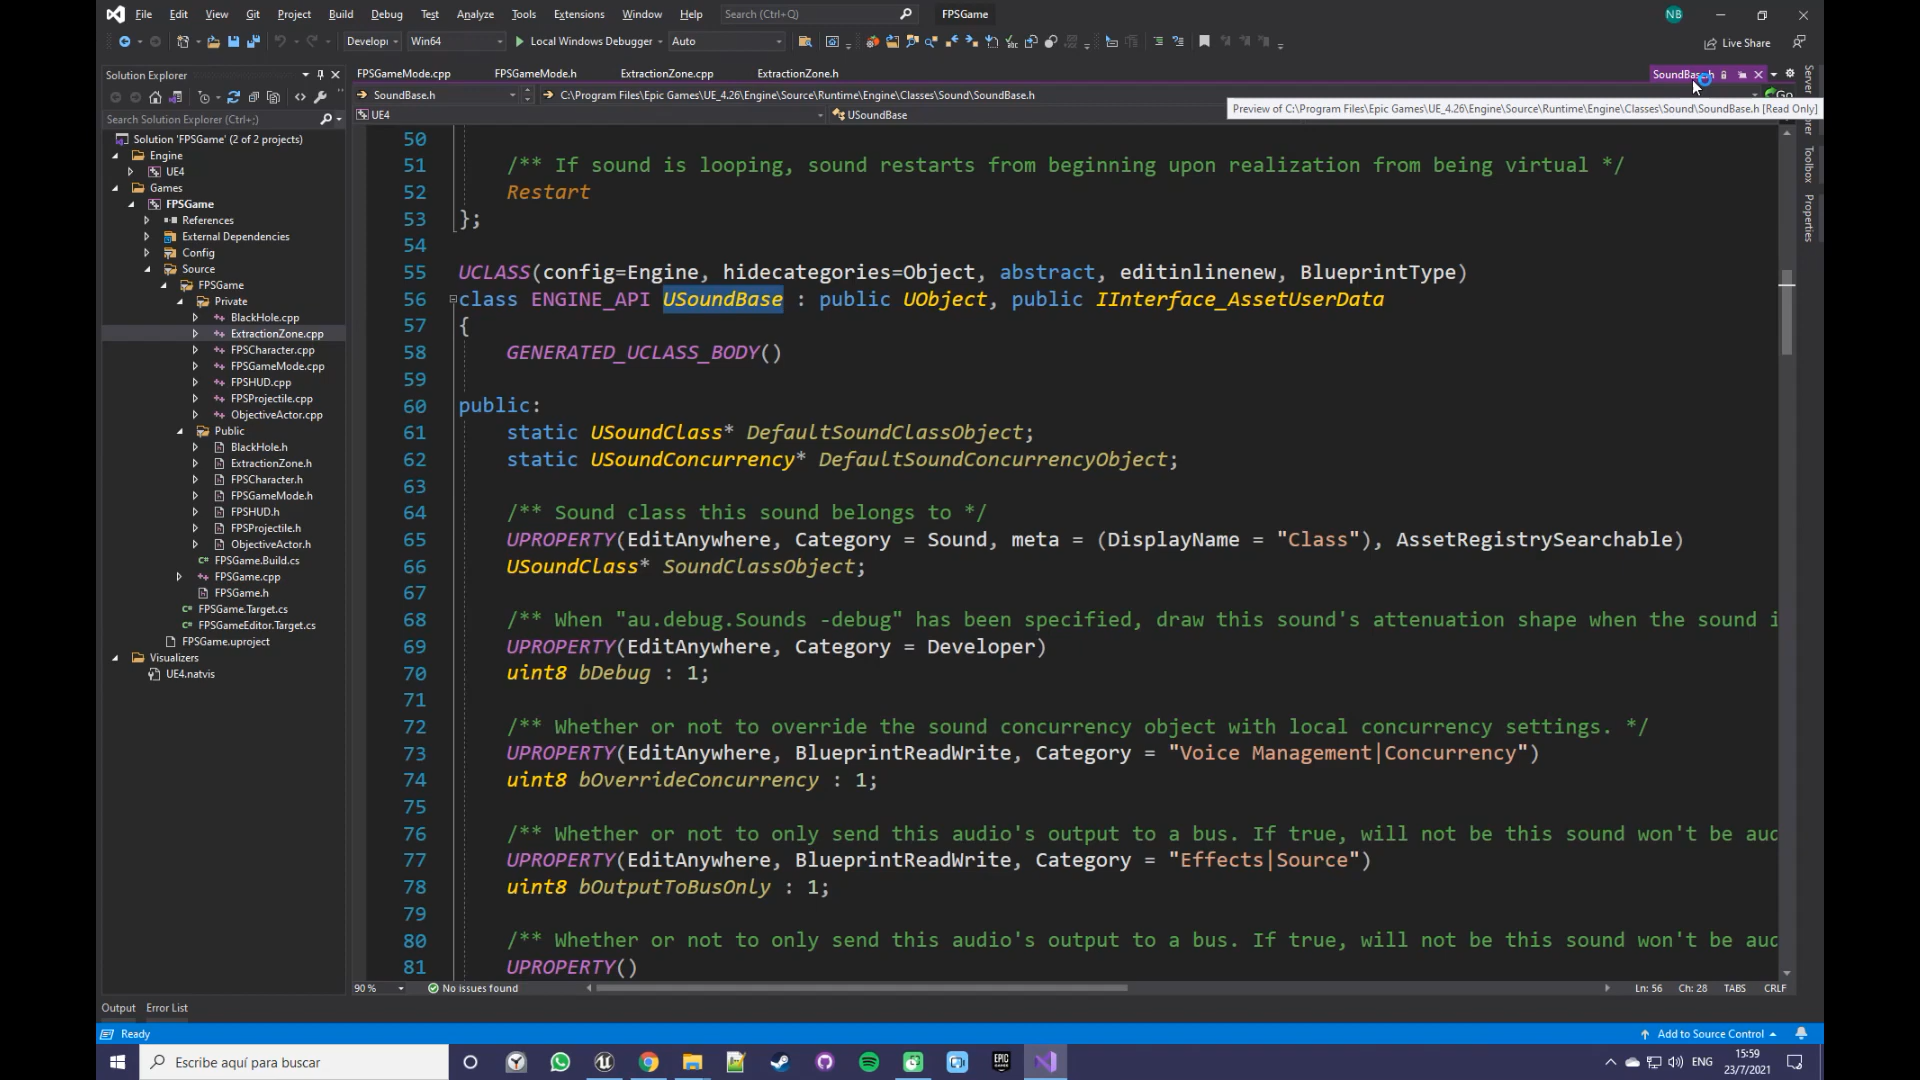 File Edit View Git Project Build Debug Test Analyze Tools Extensions Window Help Search (Ctrl+Q) FPSGame NB
Develop Win64 Local Windows Debugger Auto Live Share
Solution Explorer FPSGameMode.cpp FPSGameMode.h ExtractionZone.cpp ExtractionZone.h SoundBase.h
SoundBase.h C:\Program Files\Epic Games\UE_4.26\Engine\Source\Runtime\Engine\Classes\Sound\SoundBase.h Go
Preview of C:\Program Files\Epic Games\UE_4.26\Engine\Source\Runtime\Engine\Classes\Sound\SoundBase.h [Read Only]
UE4 USoundBase
Search Solution Explorer (Ctrl+;)
Solution 'FPSGame' (2 of 2 projects)
Engine
UE4
Games
FPSGame
References
External Dependencies
Config
Source
FPSGame
Private
BlackHole.cpp
ExtractionZone.cpp
FPSCharacter.cpp
FPSGameMode.cpp
FPSHUD.cpp
FPSProjectile.cpp
ObjectiveActor.cpp
Public
BlackHole.h
ExtractionZone.h
FPSCharacter.h
FPSGameMode.h
FPSHUD.h
FPSProjectile.h
ObjectiveActor.h
FPSGame.Build.cs
FPSGame.cpp
FPSGame.h
FPSGame.Target.cs
FPSGameEditor.Target.cs
FPSGame.uproject
Visualizers
UE4.natvis
50
51 /** If sound is looping, sound restarts from beginning upon realization from being virtual */
52 Restart
53 };
54
55 UCLASS(config=Engine, hidecategories=Object, abstract, editinlinenew, BlueprintType)
56 class ENGINE_API USoundBase : public UObject, public IInterface_AssetUserData
57 {
58 GENERATED_UCLASS_BODY()
59
60 public:
61 static USoundClass* DefaultSoundClassObject;
62 static USoundConcurrency* DefaultSoundConcurrencyObject;
63
64 /** Sound class this sound belongs to */
65 UPROPERTY(EditAnywhere, Category = Sound, meta = (DisplayName = "Class"), AssetRegistrySearchable)
66 USoundClass* SoundClassObject;
67
68 /** When "au.debug.Sounds -debug" has been specified, draw this sound's attenuation shape when the sound i
69 UPROPERTY(EditAnywhere, Category = Developer)
70 uint8 bDebug : 1;
71
72 /** Whether or not to override the sound concurrency object with local concurrency settings. */
73 UPROPERTY(EditAnywhere, BlueprintReadWrite, Category = "Voice Management|Concurrency")
74 uint8 bOverrideConcurrency : 1;
75
76 /** Whether or not to only send this audio's output to a bus. If true, will not be this sound won't be aud
77 UPROPERTY(EditAnywhere, BlueprintReadWrite, Category = "Effects|Source")
78 uint8 bOutputToBusOnly : 1;
79
80 /** Whether or not to only send this audio's output to a bus. If true, will not be this sound won't be aud
81 UPROPERTY()
Toolbox
Properties
90 % No issues found Ln: 56 Ch: 28 TABS CRLF
Output Error List
Ready Add to Source Control
Escribe aquí para buscar EPIC GAMES ENG 15:59
23/7/2021